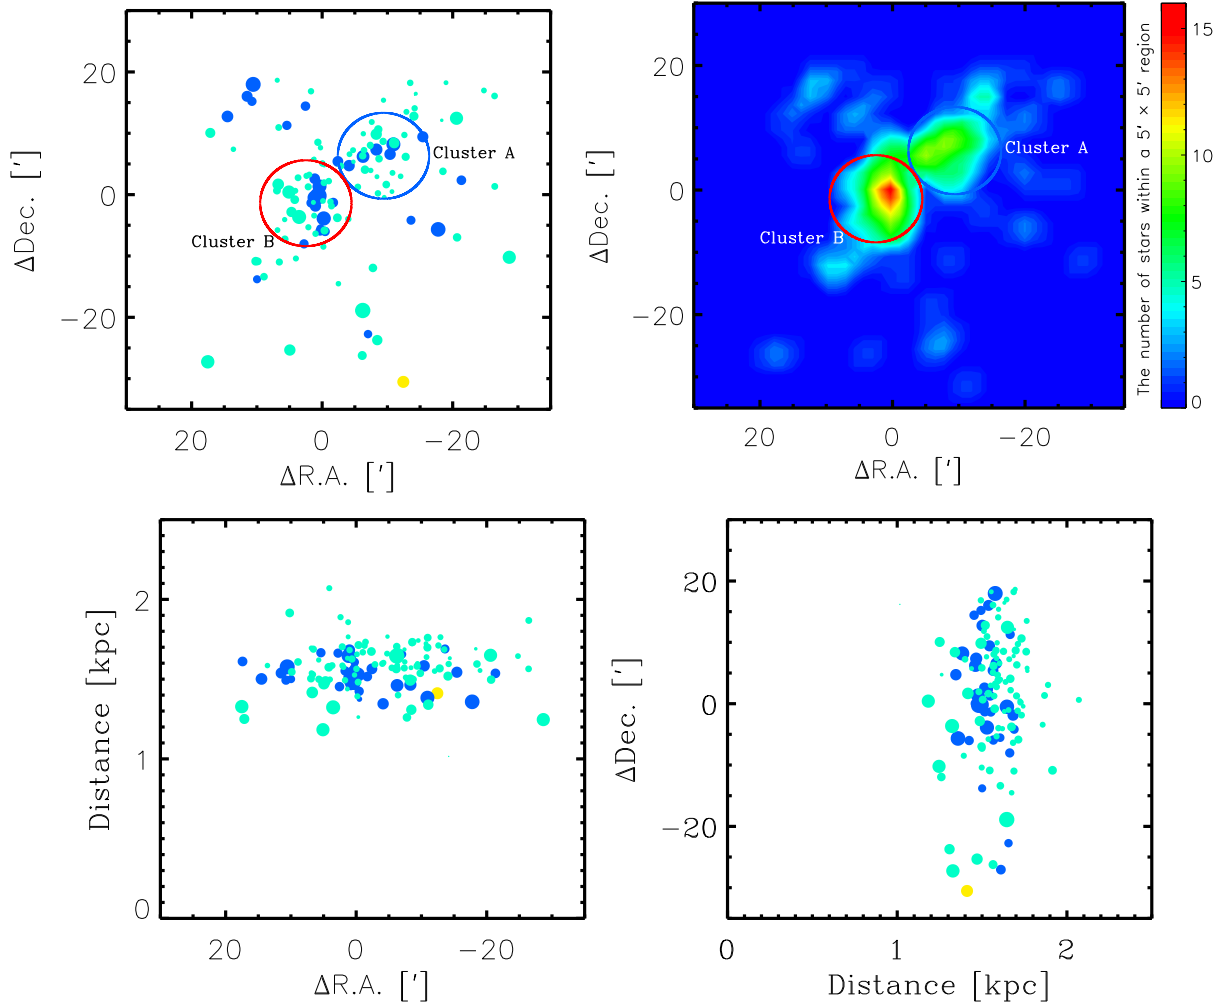 20
0
−20
ΔDec. [′]
Cluster A
Cluster B
20
0
−20
ΔR.A. [′]
20
0
−20
ΔDec. [′]
Cluster A
Cluster B
20
0
−20
ΔR.A. [′]
The number of stars within a 5′ × 5′ region
15
10
5
0
2
1
0
Distance [kpc]
20
0
−20
ΔR.A. [′]
20
0
−20
ΔDec. [′]
0
1
2
Distance [kpc]